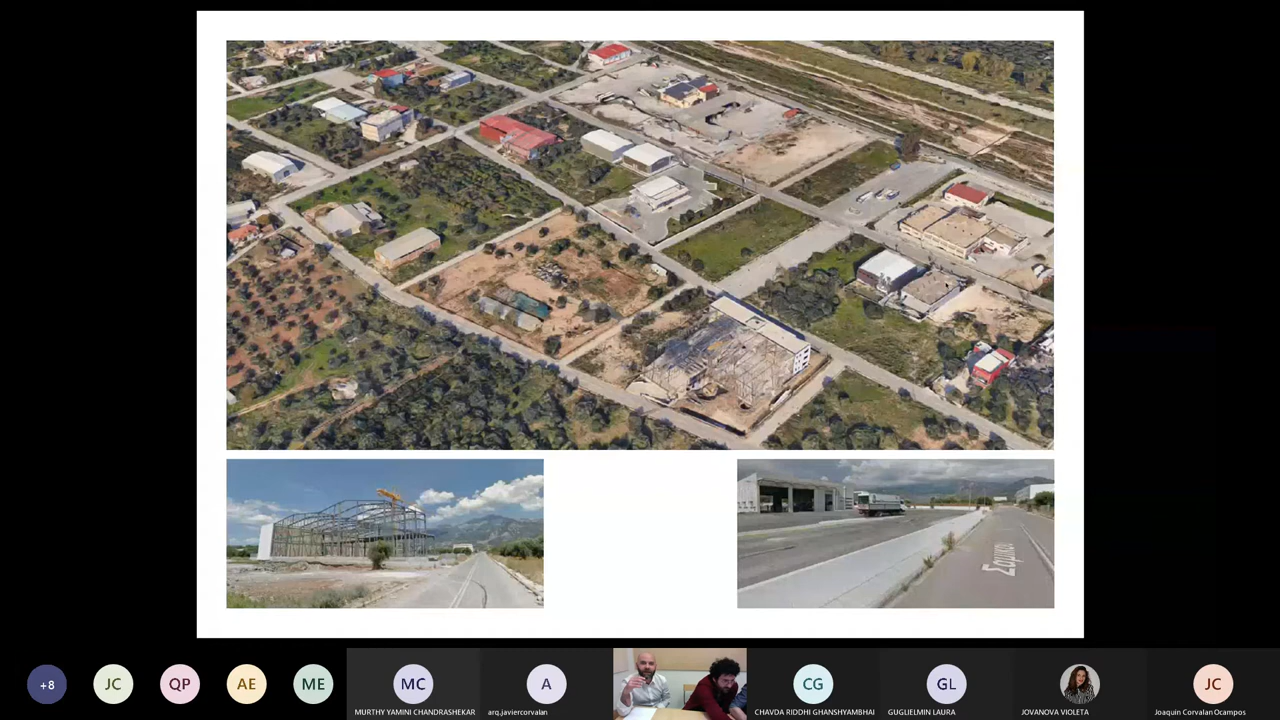 Σαμικού
+8
JC
QP
AE
ME
MC
MURTHY YAMINI CHANDRASHEKAR
A
arq.javiercorvalan
CG
CHAVDA RIDDHI GHANSHYAMBHAI
GL
GUGLIELMIN LAURA
JOVANOVA VIOLETA
JC
Joaquin Corvalan Ocampos